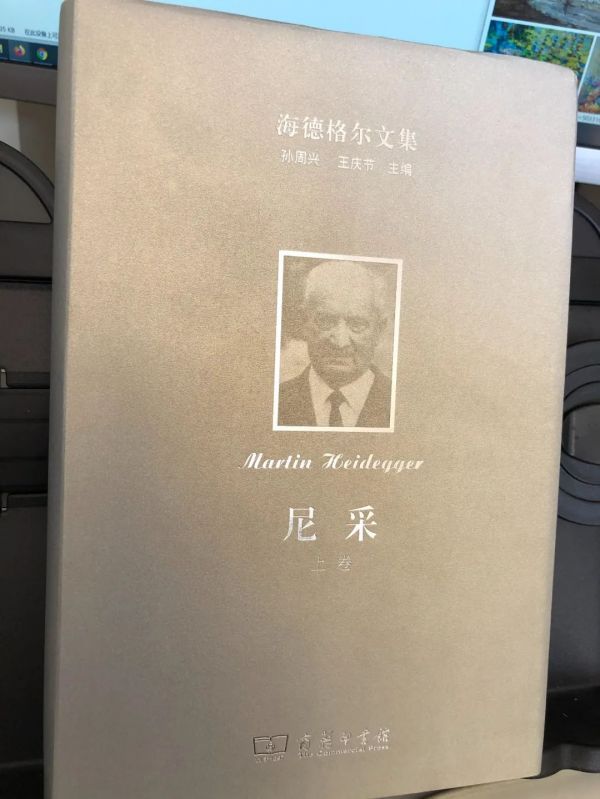 海德格尔文集
孙周兴 王庆节 主编
Martin Heidegger
尼采
上卷
商务印书馆
The Commercial Press